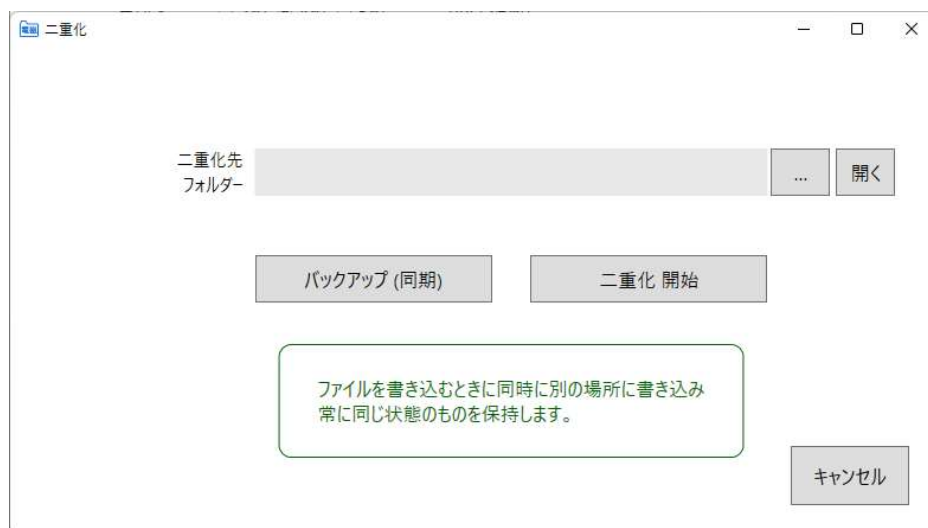 二重化
二重化先
フォルダー
... 開く
バックアップ (同期) 二重化 開始
ファイルを書き込むときに同時に別の場所に書き込み
常に同じ状態のものを保持します。
キャンセル